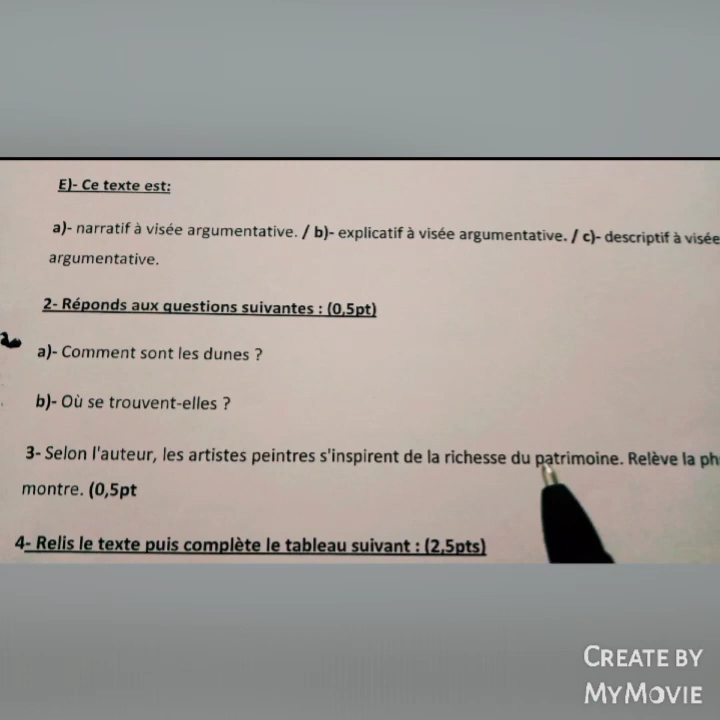 E)- Ce texte est:
a)- narratif à visée argumentative. / b)- explicatif à visée argumentative. / c)- descriptif à visée
argumentative.
2- Réponds aux questions suivantes : (0,5pt)
a)- Comment sont les dunes ?
b)- Où se trouvent-elles ?
3- Selon l'auteur, les artistes peintres s'inspirent de la richesse du patrimoine. Relève la ph
montre. (0,5pt
4- Relis le texte puis complète le tableau suivant : (2,5pts)
CREATE BY
MYMOVIE